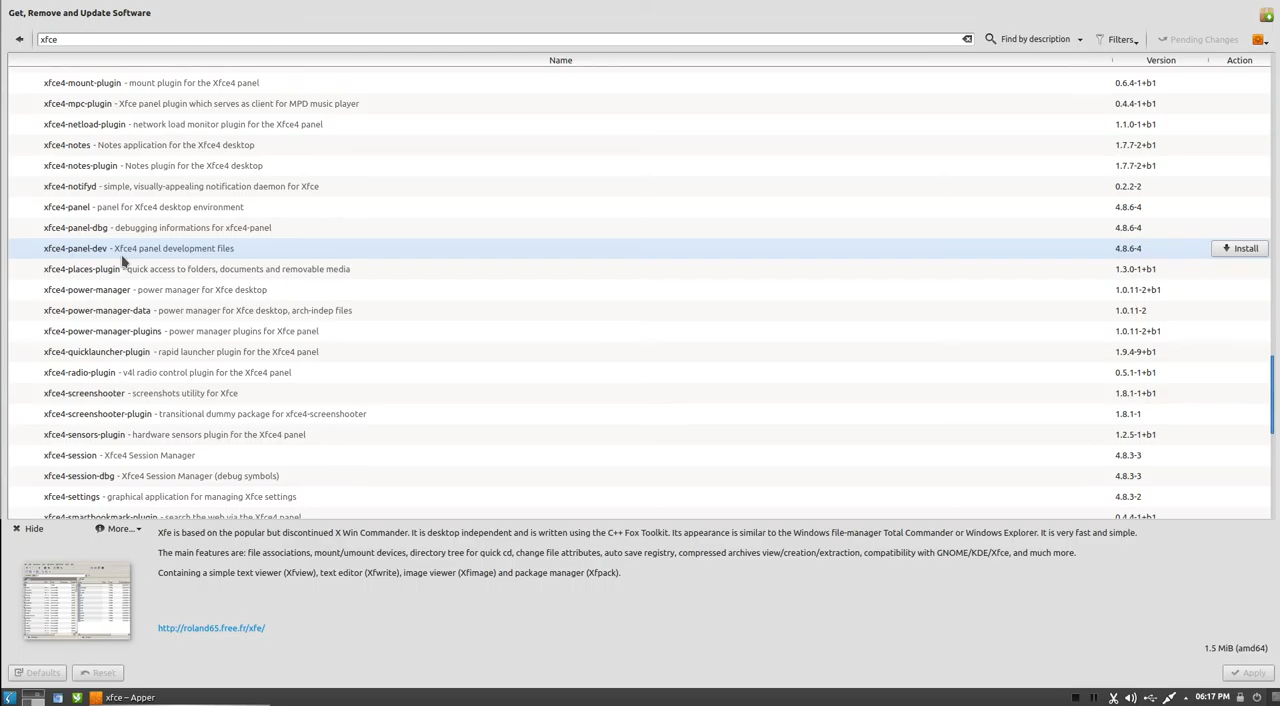 Get, Remove and Update Software
xfce Find by description Filters Pending Changes
Name Version Action
xfce4-mount-plugin - mount plugin for the Xfce4 panel 0.6.4-1+b1
xfce4-mpc-plugin - Xfce panel plugin which serves as client for MPD music player 0.4.4-1+b1
xfce4-netload-plugin - network load monitor plugin for the Xfce4 panel 1.1.0-1+b1
xfce4-notes - Notes application for the Xfce4 desktop 1.7.7-2+b1
xfce4-notes-plugin - Notes plugin for the Xfce4 desktop 1.7.7-2+b1
xfce4-notifyd - simple, visually-appealing notification daemon for Xfce 0.2.2-2
xfce4-panel - panel for Xfce4 desktop environment 4.8.6-4
xfce4-panel-dbg - debugging informations for xfce4-panel 4.8.6-4
xfce4-panel-dev - Xfce4 panel development files 4.8.6-4 Install
xfce4-places-plugin - quick access to folders, documents and removable media 1.3.0-1+b1
xfce4-power-manager - power manager for Xfce desktop 1.0.11-2+b1
xfce4-power-manager-data - power manager for Xfce desktop, arch-indep files 1.0.11-2
xfce4-power-manager-plugins - power manager plugins for Xfce panel 1.0.11-2+b1
xfce4-quicklauncher-plugin - rapid launcher plugin for the Xfce4 panel 1.9.4-9+b1
xfce4-radio-plugin - v4l radio control plugin for the Xfce4 panel 0.5.1-1+b1
xfce4-screenshooter - screenshots utility for Xfce 1.8.1-1+b1
xfce4-screenshooter-plugin - transitional dummy package for xfce4-screenshooter 1.8.1-1
xfce4-sensors-plugin - hardware sensors plugin for the Xfce4 panel 1.2.5-1+b1
xfce4-session - Xfce4 Session Manager 4.8.3-3
xfce4-session-dbg - Xfce4 Session Manager (debug symbols) 4.8.3-3
xfce4-settings - graphical application for managing Xfce settings 4.8.3-2
xfce4-smartbookmark-plugin - search the web via the Xfce4 panel 0.4.4-1+b1
Hide More...
Xfe is based on the popular but discontinued X Win Commander. It is desktop independent and is written using the C++ Fox Toolkit. Its appearance is similar to the Windows file-manager Total Commander or Windows Explorer. It is very fast and simple.
The main features are: file associations, mount/umount devices, directory tree for quick cd, change file attributes, auto save registry, compressed archives view/creation/extraction, compatibility with GNOME/KDE/Xfce, and much more.
Containing a simple text viewer (Xfview), text editor (Xfwrite), image viewer (Xfimage) and package manager (Xfpack).
http://roland65.free.fr/xfe/
1.5 MiB (amd64)
Defaults Reset Apply
xfce – Apper 06:17 PM